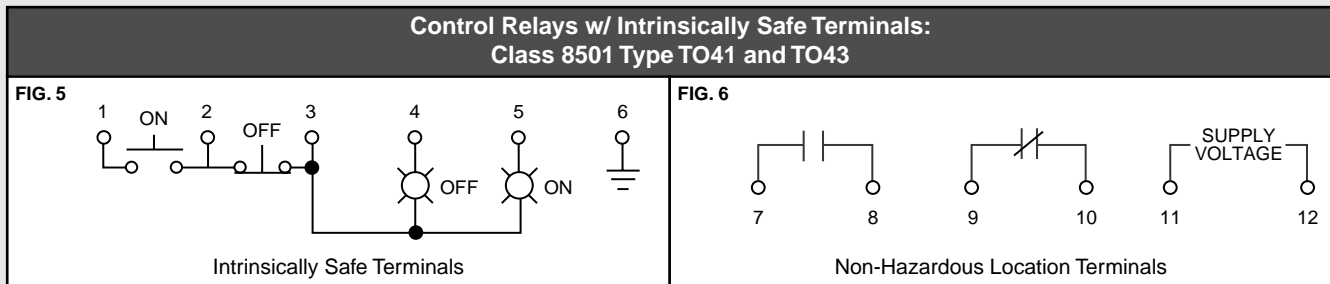 Control Relays w/ Intrinsically Safe Terminals:
Class 8501 Type TO41 and TO43
FIG. 5
1 2 3 4 5 6
ON
OFF
OFF ON
Intrinsically Safe Terminals
FIG. 6
SUPPLY
VOLTAGE
7 8 9 10 11 12
Non-Hazardous Location Terminals